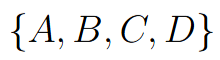 {A, B, C, D}